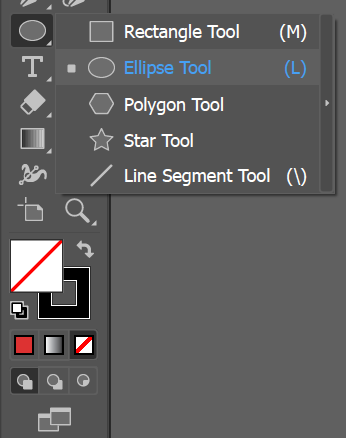 Rectangle Tool (M)
Ellipse Tool (L)
Polygon Tool
Star Tool
Line Segment Tool (\)